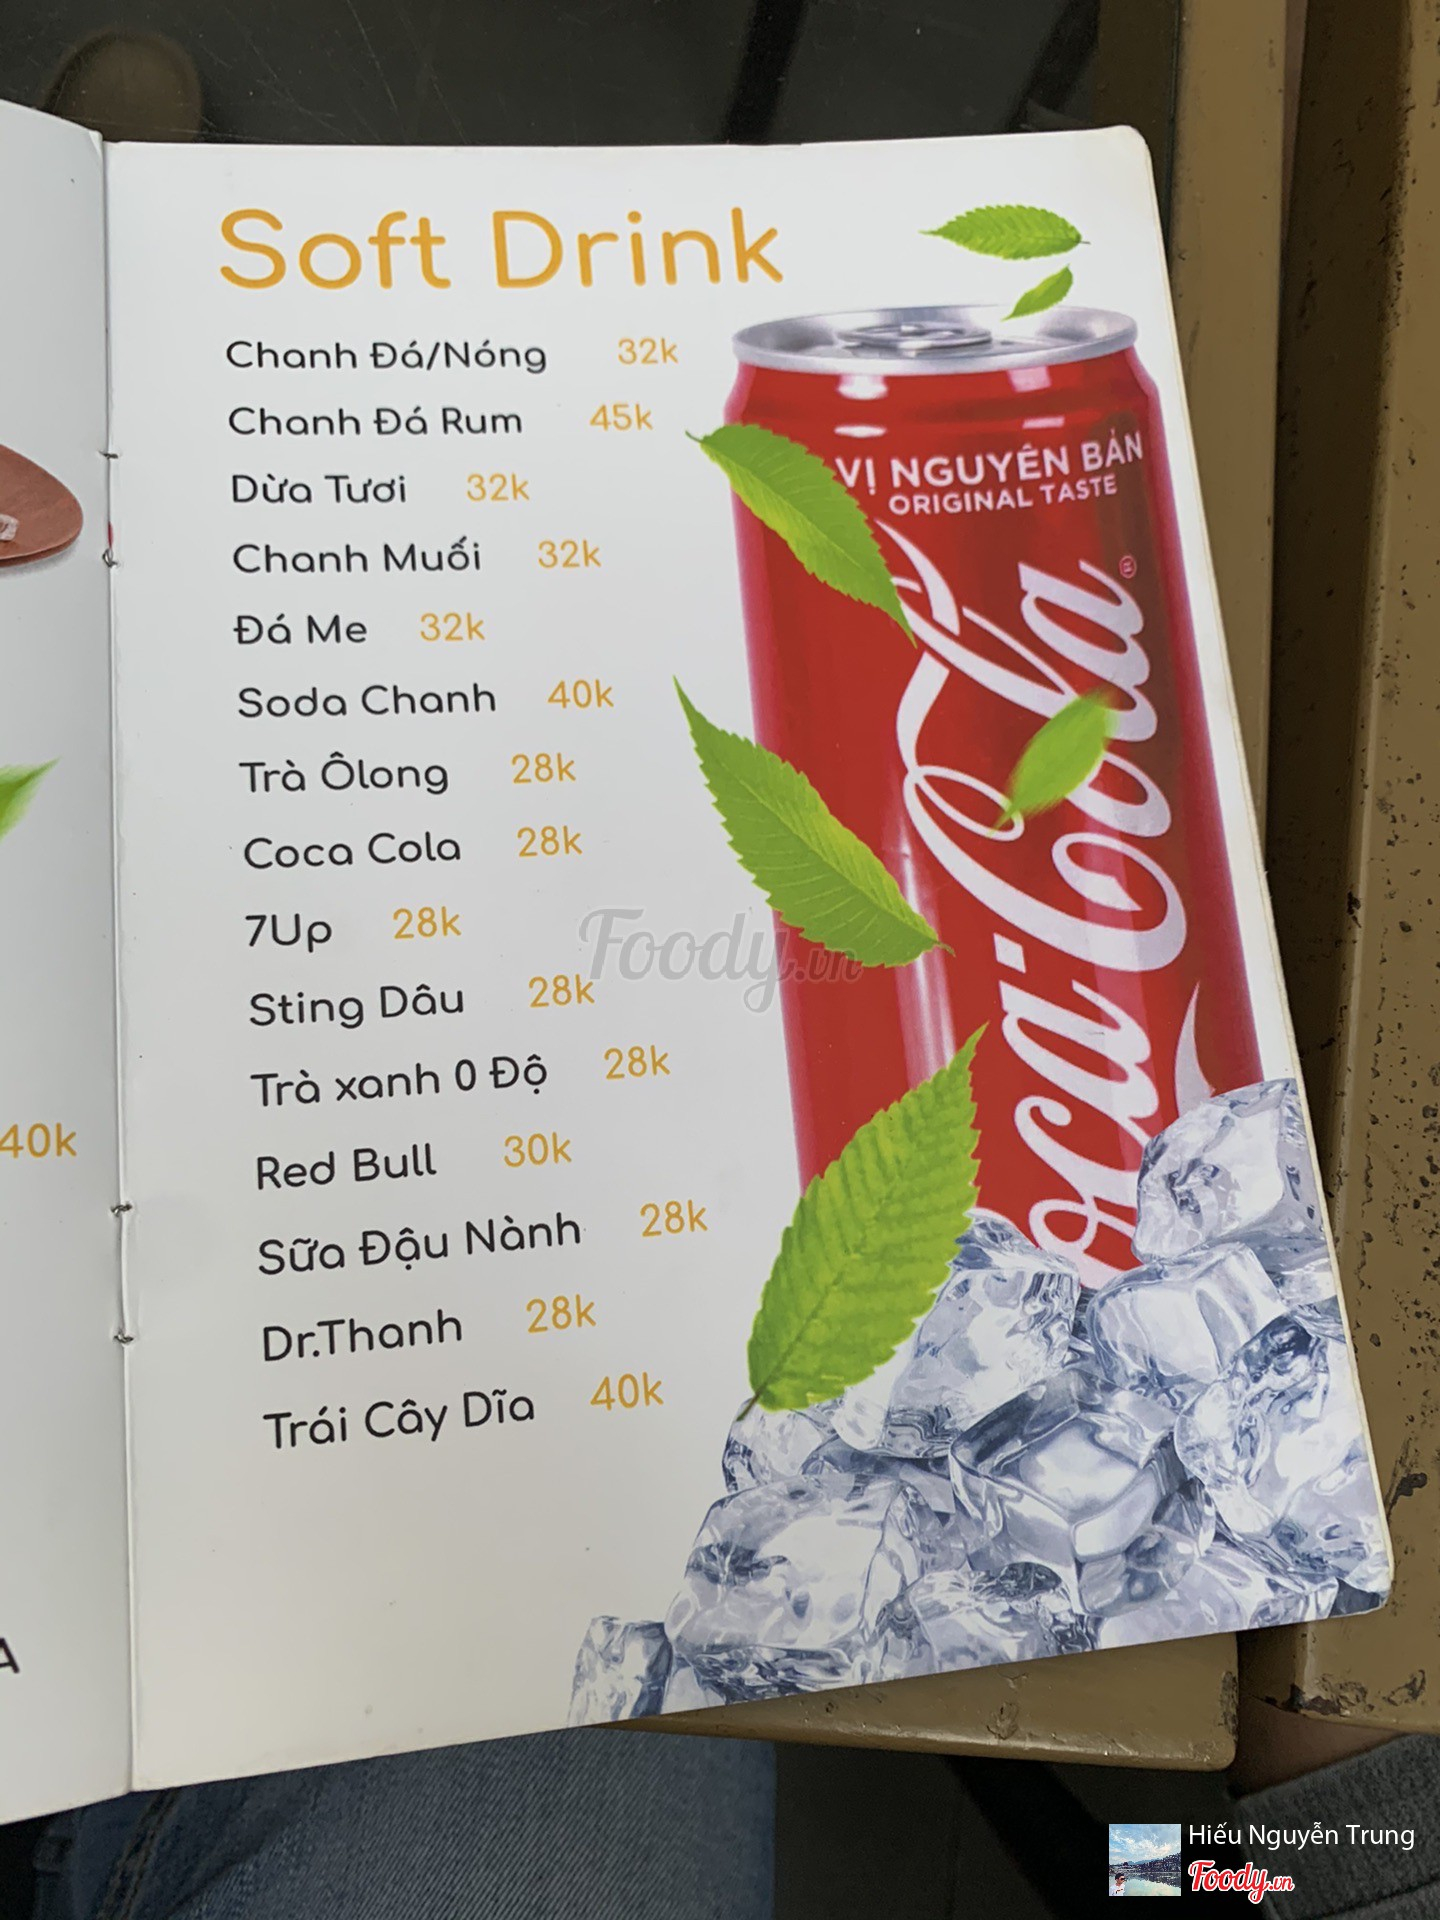 Soft Drink
Chanh Đá/Nóng 32k
Chanh Đá Rum 45k
Dừa Tươi 32k
Chanh Muối 32k
Đá Me 32k
Soda Chanh 40k
Trà Ôlong 28k
Coca Cola 28k
7Up 28k
Sting Dâu 28k
Trà xanh 0 Độ 28k
Red Bull 30k
Sữa Đậu Nành 28k
Dr.Thanh 28k
Trái Cây Dĩa 40k
VỊ NGUYÊN BẢN
ORIGINAL TASTE
Coca-Cola
®
40k
A
Foody.vn
Hiếu Nguyễn Trung
Foody.vn